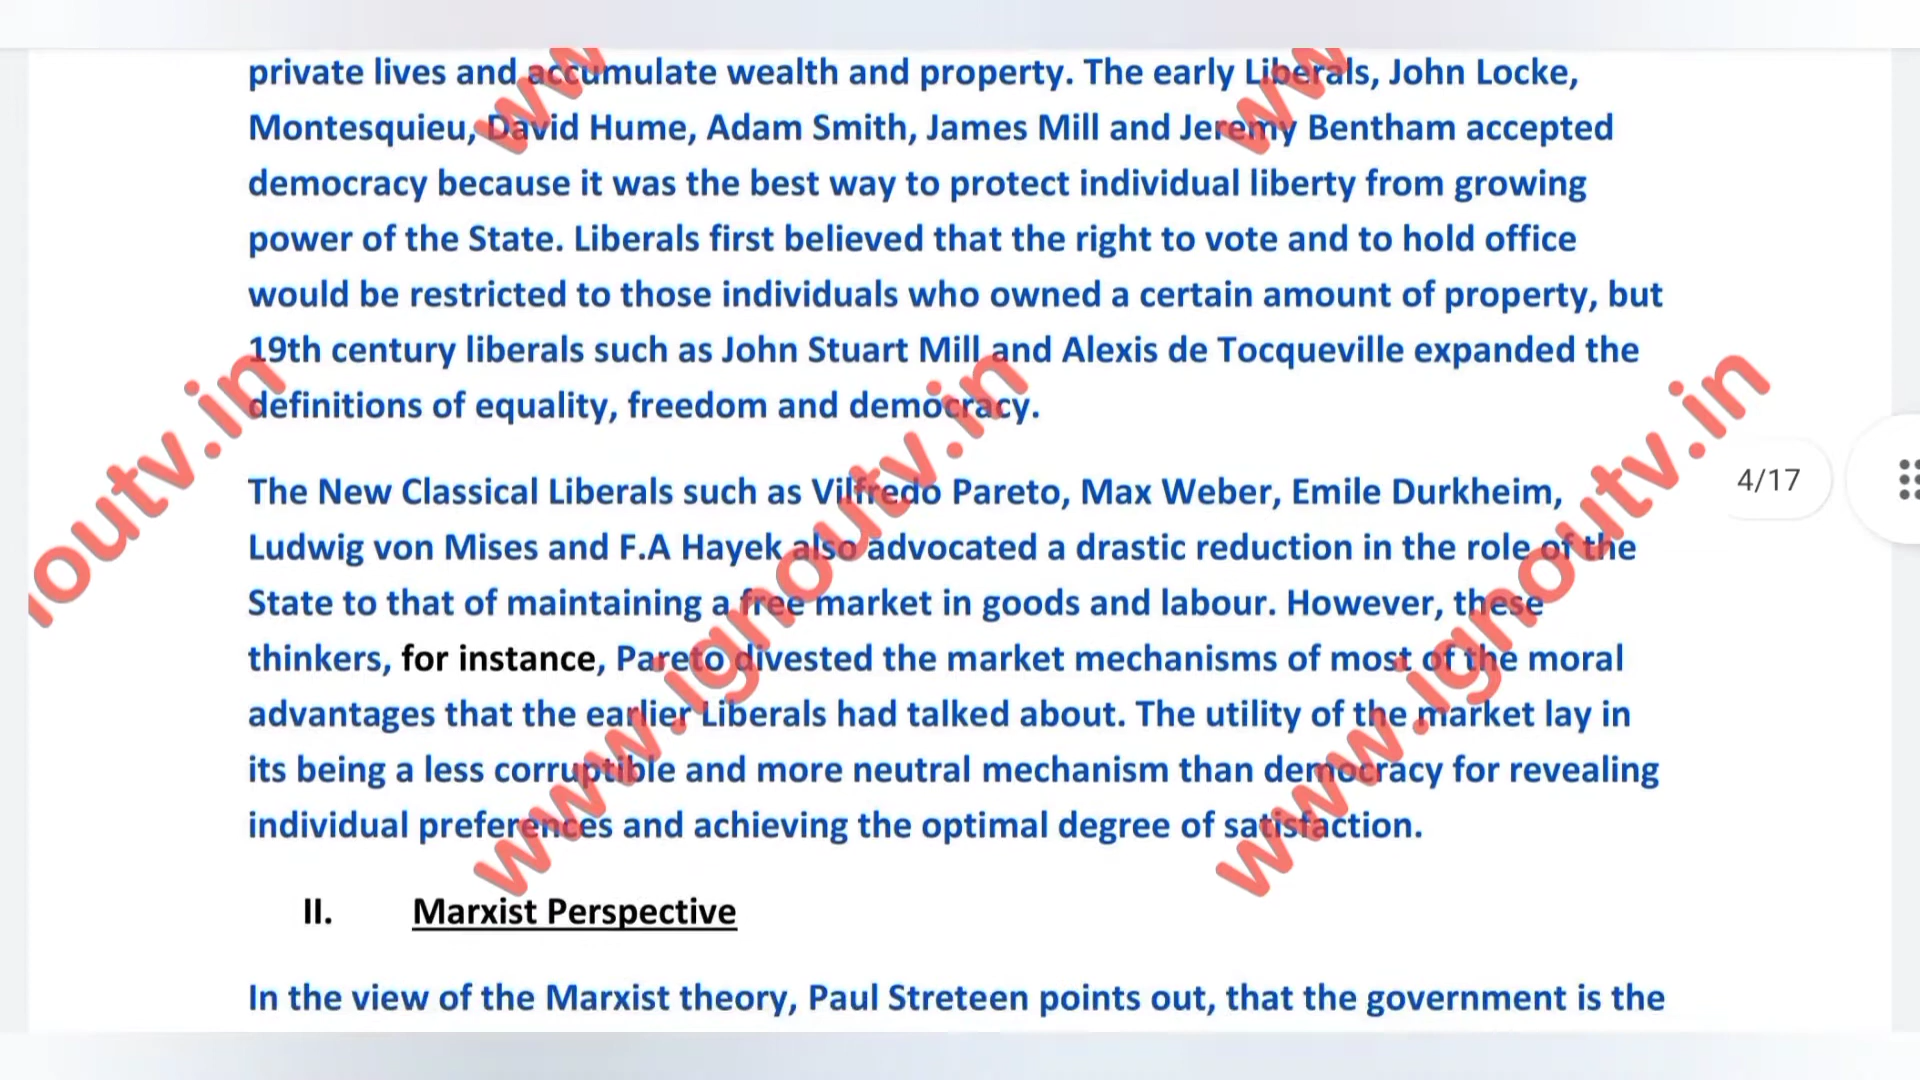 private lives and accumulate wealth and property. The early Liberals, John Locke,
Montesquieu, David Hume, Adam Smith, James Mill and Jeremy Bentham accepted
democracy because it was the best way to protect individual liberty from growing
power of the State. Liberals first believed that the right to vote and to hold office
would be restricted to those individuals who owned a certain amount of property, but
19th century liberals such as John Stuart Mill and Alexis de Tocqueville expanded the
definitions of equality, freedom and democracy.
The New Classical Liberals such as Vilfredo Pareto, Max Weber, Emile Durkheim,
Ludwig von Mises and F.A Hayek also advocated a drastic reduction in the role of the
State to that of maintaining a free market in goods and labour. However, these
thinkers, for instance, Pareto divested the market mechanisms of most of the moral
advantages that the earlier Liberals had talked about. The utility of the market lay in
its being a less corruptible and more neutral mechanism than democracy for revealing
individual preferences and achieving the optimal degree of satisfaction.
II. Marxist Perspective
In the view of the Marxist theory, Paul Streteen points out, that the government is the
4/17
noutv.in
www.ignoutv.in
www.ignoutv.in
ww
ww